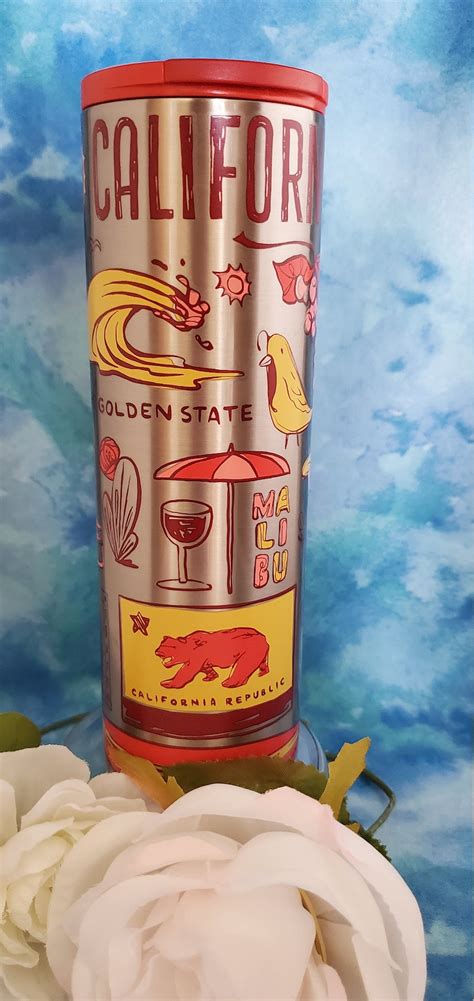 CALIFORN
GOLDEN STATE
MA
LI
BU
CALIFORNIA REPUBLIC